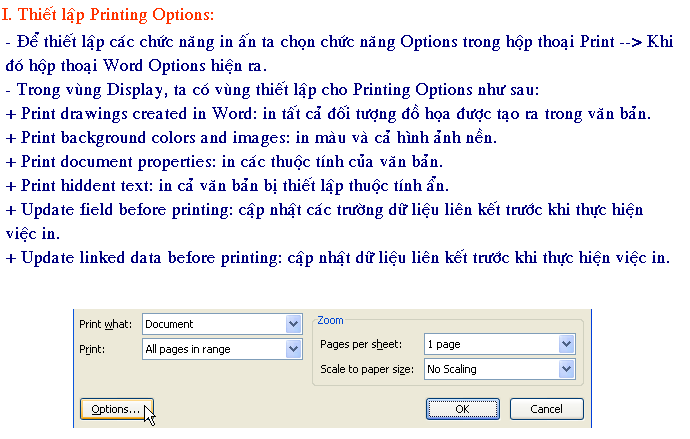 I. Thiết lập Printing Options:
- Để thiết lập các chức năng in ấn ta chọn chức năng Options trong hộp thoại Print --> Khi
đó hộp thoại Word Options hiện ra.
- Trong vùng Display, ta có vùng thiết lập cho Printing Options như sau:
+ Print drawings created in Word: in tất cả đối tượng đồ họa được tạo ra trong văn bản.
+ Print background colors and images: in màu và cả hình ảnh nền.
+ Print document properties: in các thuộc tính của văn bản.
+ Print hiddent text: in cả văn bản bị thiết lập thuộc tính ẩn.
+ Update field before printing: cập nhật các trường dữ liệu liên kết trước khi thực hiện
việc in.
+ Update linked data before printing: cập nhật dữ liệu liên kết trước khi thực hiện việc in.
Print what: Document
Print: All pages in range
Zoom
Pages per sheet: 1 page
Scale to paper size: No Scaling
Options... OK Cancel